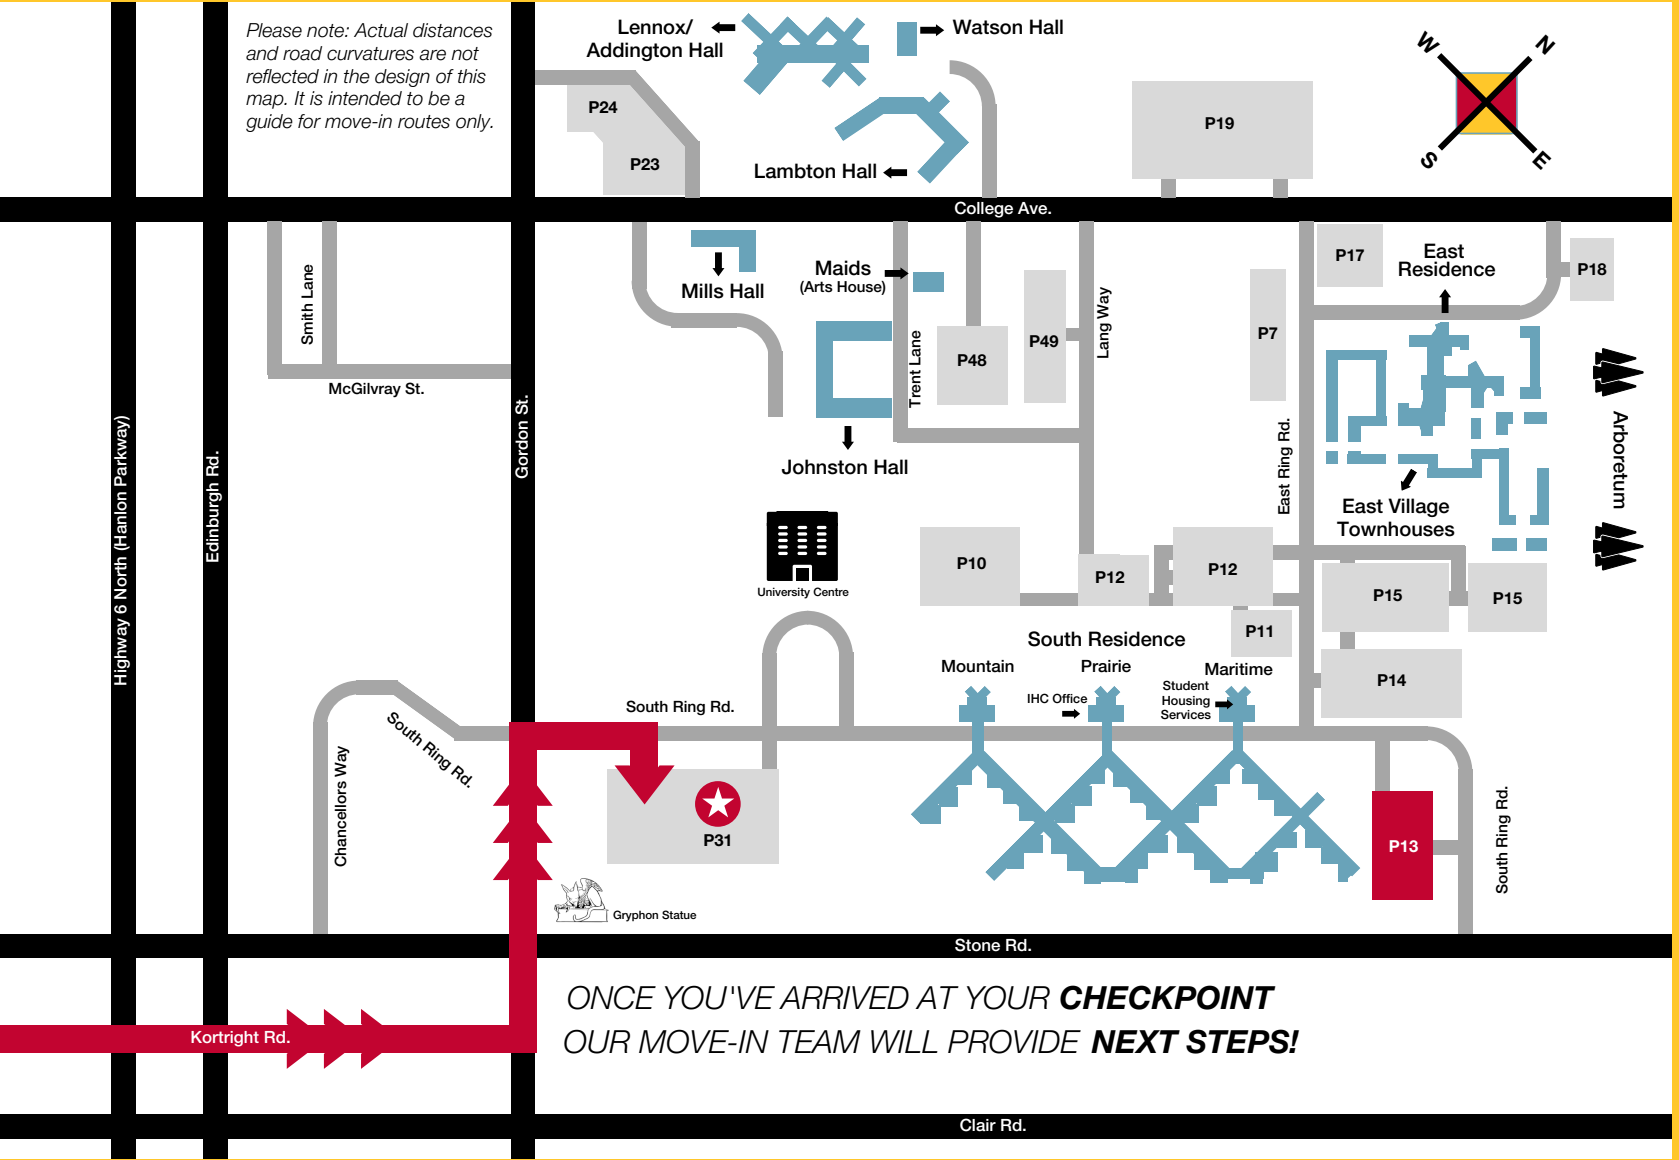 Please note: Actual distances
and road curvatures are not
reflected in the design of this
map. It is intended to be a
guide for move-in routes only.
Lennox/
Addington Hall
Watson Hall
W
N
S
E
P24
P23
Lambton Hall
P19
College Ave.
Smith Lane
McGilvray St.
Mills Hall
Maids
(Arts House)
Trent Lane
P48
P49
Lang Way
P7
P17
East
Residence
P18
Johnston Hall
Highway 6 North (Hanlon Parkway)
Edinburgh Rd.
Gordon St.
East Ring Rd.
Arboretum
East Village
Townhouses
University Centre
P10
P12
P12
P11
P15
P15
P14
South Residence
Mountain
Prairie
Maritime
IHC Office
Student
Housing
Services
South Ring Rd.
South Ring Rd.
Chancellors Way
P31
P13
South Ring Rd.
Gryphon Statue
Stone Rd.
ONCE YOU'VE ARRIVED AT YOUR CHECKPOINT
OUR MOVE-IN TEAM WILL PROVIDE NEXT STEPS!
Kortright Rd.
Clair Rd.